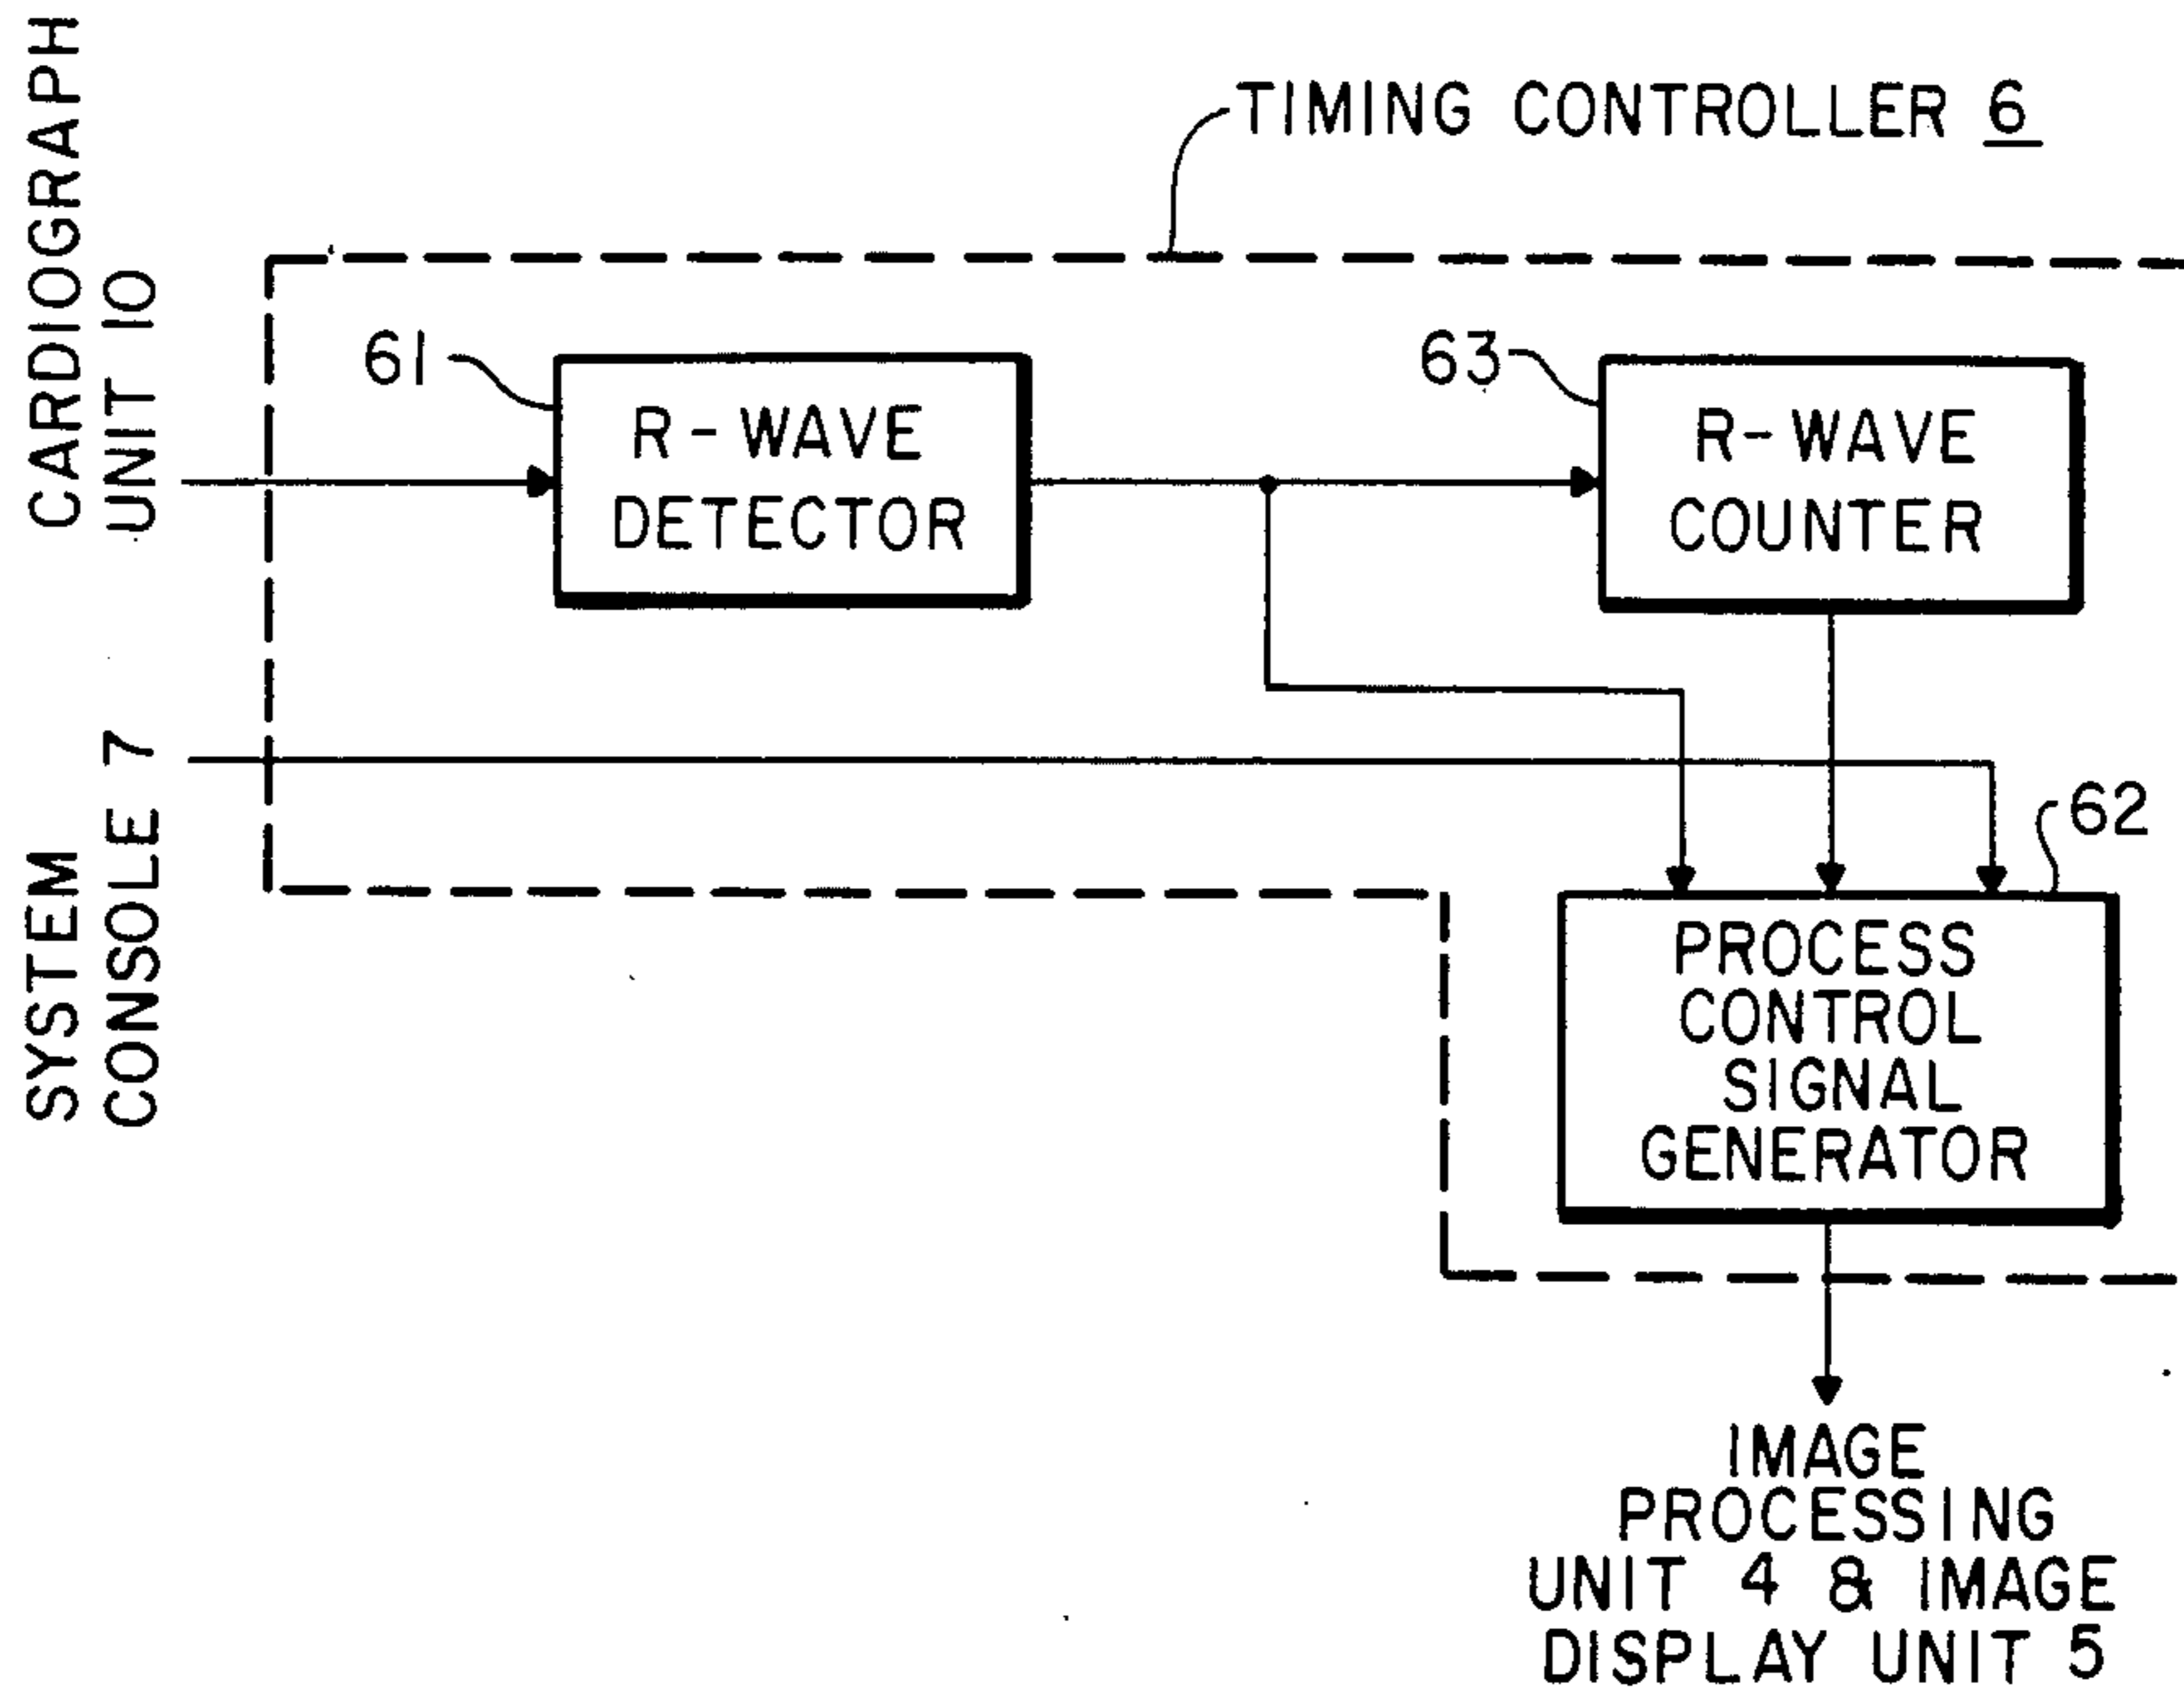 CARDIOGRAPH
UNIT 10
TIMING CONTROLLER 6
61
R-WAVE
DETECTOR
63
R-WAVE
COUNTER
SYSTEM
CONSOLE 7
62
PROCESS
CONTROL
SIGNAL
GENERATOR
IMAGE
PROCESSING
UNIT 4 & IMAGE
DISPLAY UNIT 5